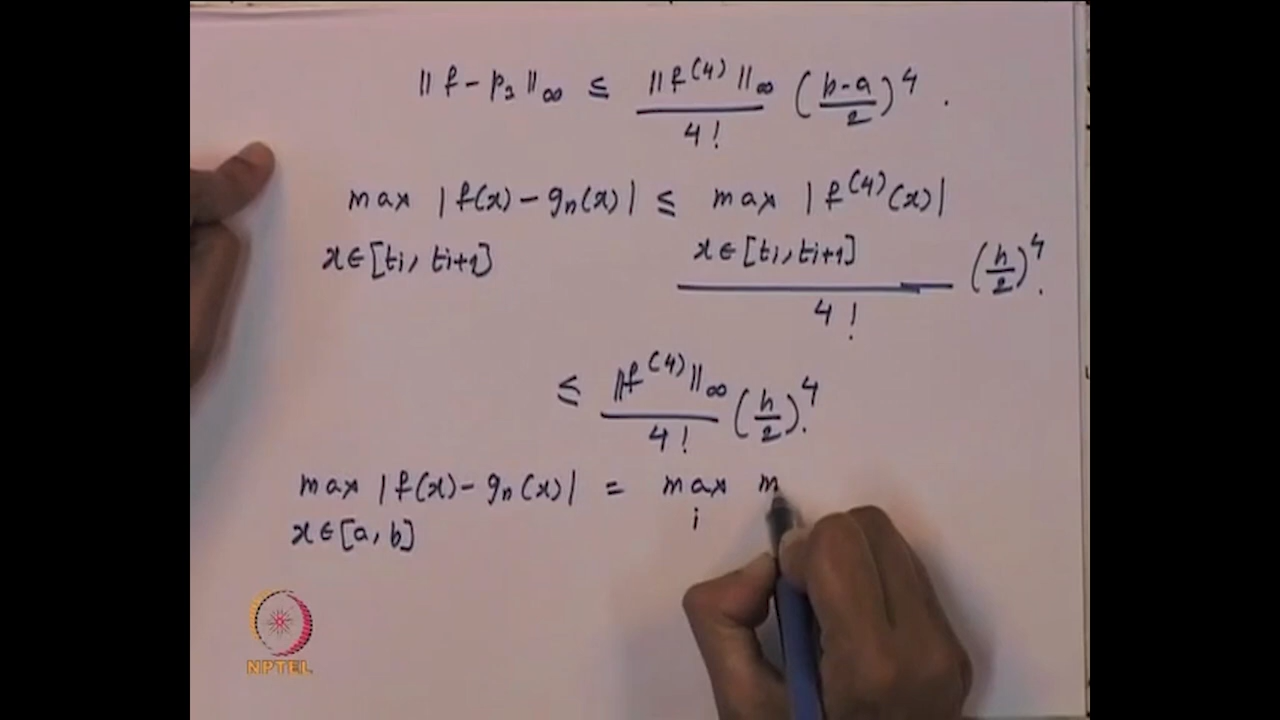 ‖ f - p₃ ‖∞ ≤ ‖ f⁽⁴⁾ ‖∞ / 4! ((b-a)/2)⁴ .
max | f(x) - gn(x) | ≤ max | f⁽⁴⁾(x) |
x ∈ [ti, ti+1] x ∈ [ti, ti+1] (h/2)⁴ .
4!
≤ ‖f⁽⁴⁾‖∞ / 4! (h/2)⁴ .
max | f(x) - gn(x) | = max m
x ∈ [a, b] i
NPTEL